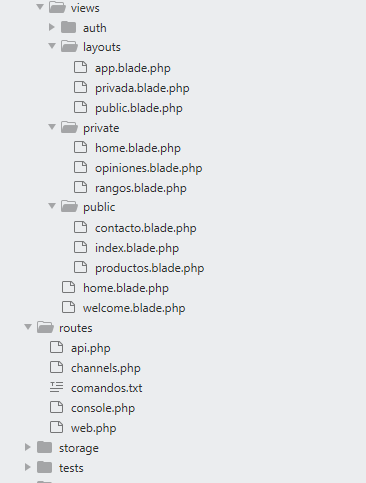 views
auth
layouts
app.blade.php
privada.blade.php
public.blade.php
private
home.blade.php
opiniones.blade.php
rangos.blade.php
public
contacto.blade.php
index.blade.php
productos.blade.php
home.blade.php
welcome.blade.php
routes
api.php
channels.php
comandos.txt
console.php
web.php
storage
tests